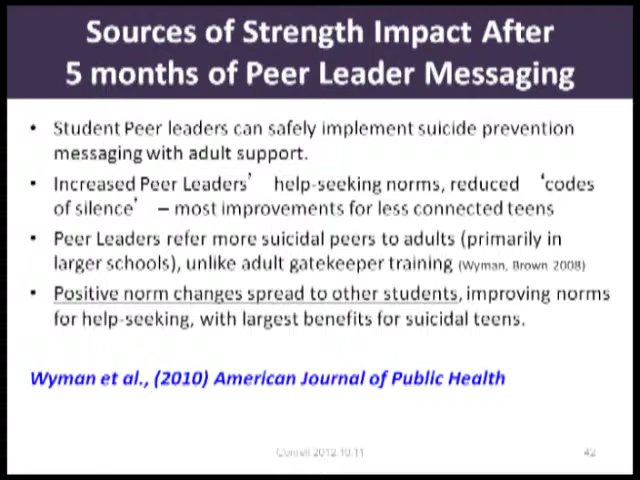 Sources of Strength Impact After
5 months of Peer Leader Messaging
• Student Peer leaders can safely implement suicide prevention
messaging with adult support.
• Increased Peer Leaders’ help-seeking norms, reduced ‘codes
of silence’ – most improvements for less connected teens
• Peer Leaders refer more suicidal peers to adults (primarily in
larger schools), unlike adult gatekeeper training (Wyman, Brown 2008)
• Positive norm changes spread to other students, improving norms
for help-seeking, with largest benefits for suicidal teens.
Wyman et al., (2010) American Journal of Public Health
2012.10.11
42